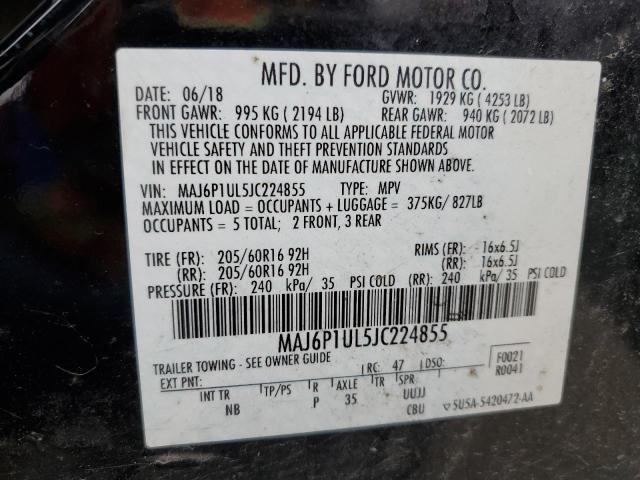 MFD. BY FORD MOTOR CO.
DATE: 06/18 GVWR: 1929 KG ( 4253 LB)
FRONT GAWR: 995 KG ( 2194 LB) REAR GAWR: 940 KG ( 2072 LB)
THIS VEHICLE CONFORMS TO ALL APPLICABLE FEDERAL MOTOR
VEHICLE SAFETY AND THEFT PREVENTION STANDARDS
IN EFFECT ON THE DATE OF MANUFACTURE SHOWN ABOVE.
VIN: MAJ6P1UL5JC224855 TYPE: MPV
MAXIMUM LOAD = OCCUPANTS + LUGGAGE = 375KG/ 827LB
OCCUPANTS = 5 TOTAL; 2 FRONT, 3 REAR
TIRE (FR): 205/60R16 92H RIMS (FR): 16x6.5J
(RR): 205/60R16 92H (RR): 16x6.5J
PRESSURE (FR): 240 kPa/ 35 PSI COLD (RR): 240 kPa/ 35 PSI COLD
MAJ6P1UL5JC224855
TRAILER TOWING - SEE OWNER GUIDE
EXT PNT: RC: 47 DSO: F0021
R0041
INT TR TP/PS R AXLE TR SPR
NB P 35 UUJJ
CBU 5U5A-5420472-AA